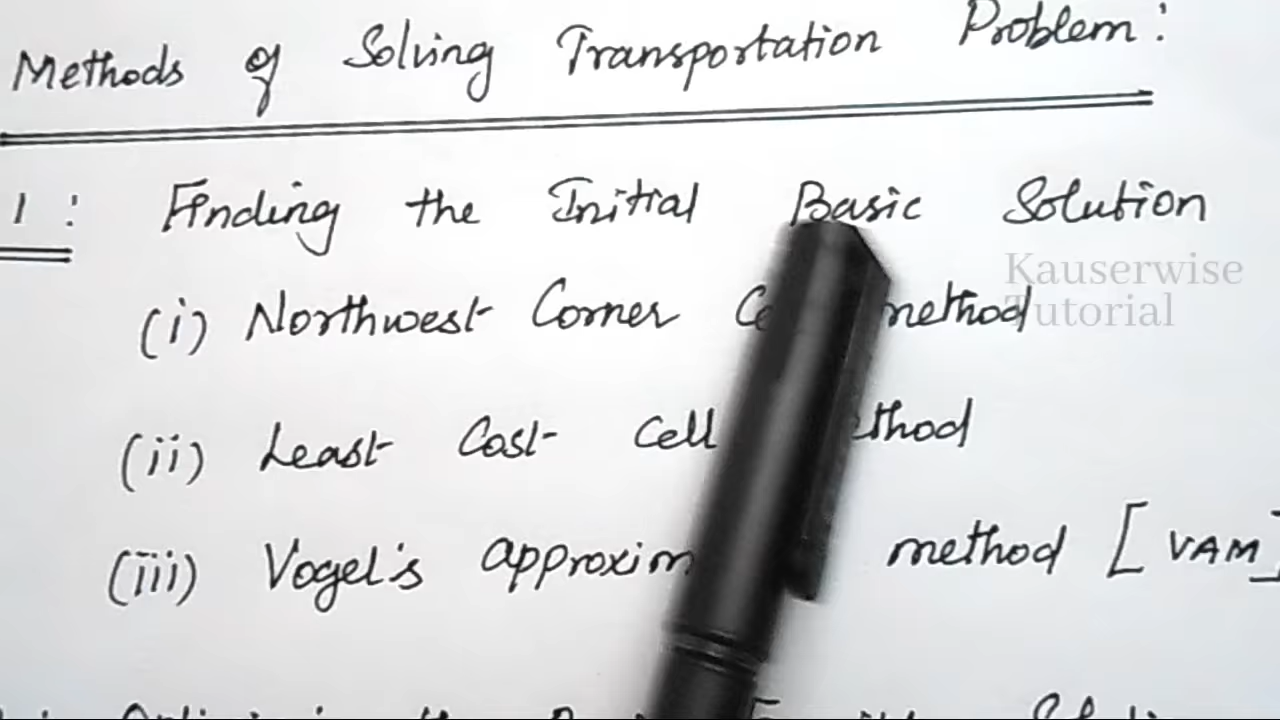 Methods of Solving Transportation Problem:
1: Finding the Initial Basic Solution
Kauserwise
Tutorial
(i) Northwest Corner method
(ii) Least Cost Cell
(iii) Vogel's method [VAM]